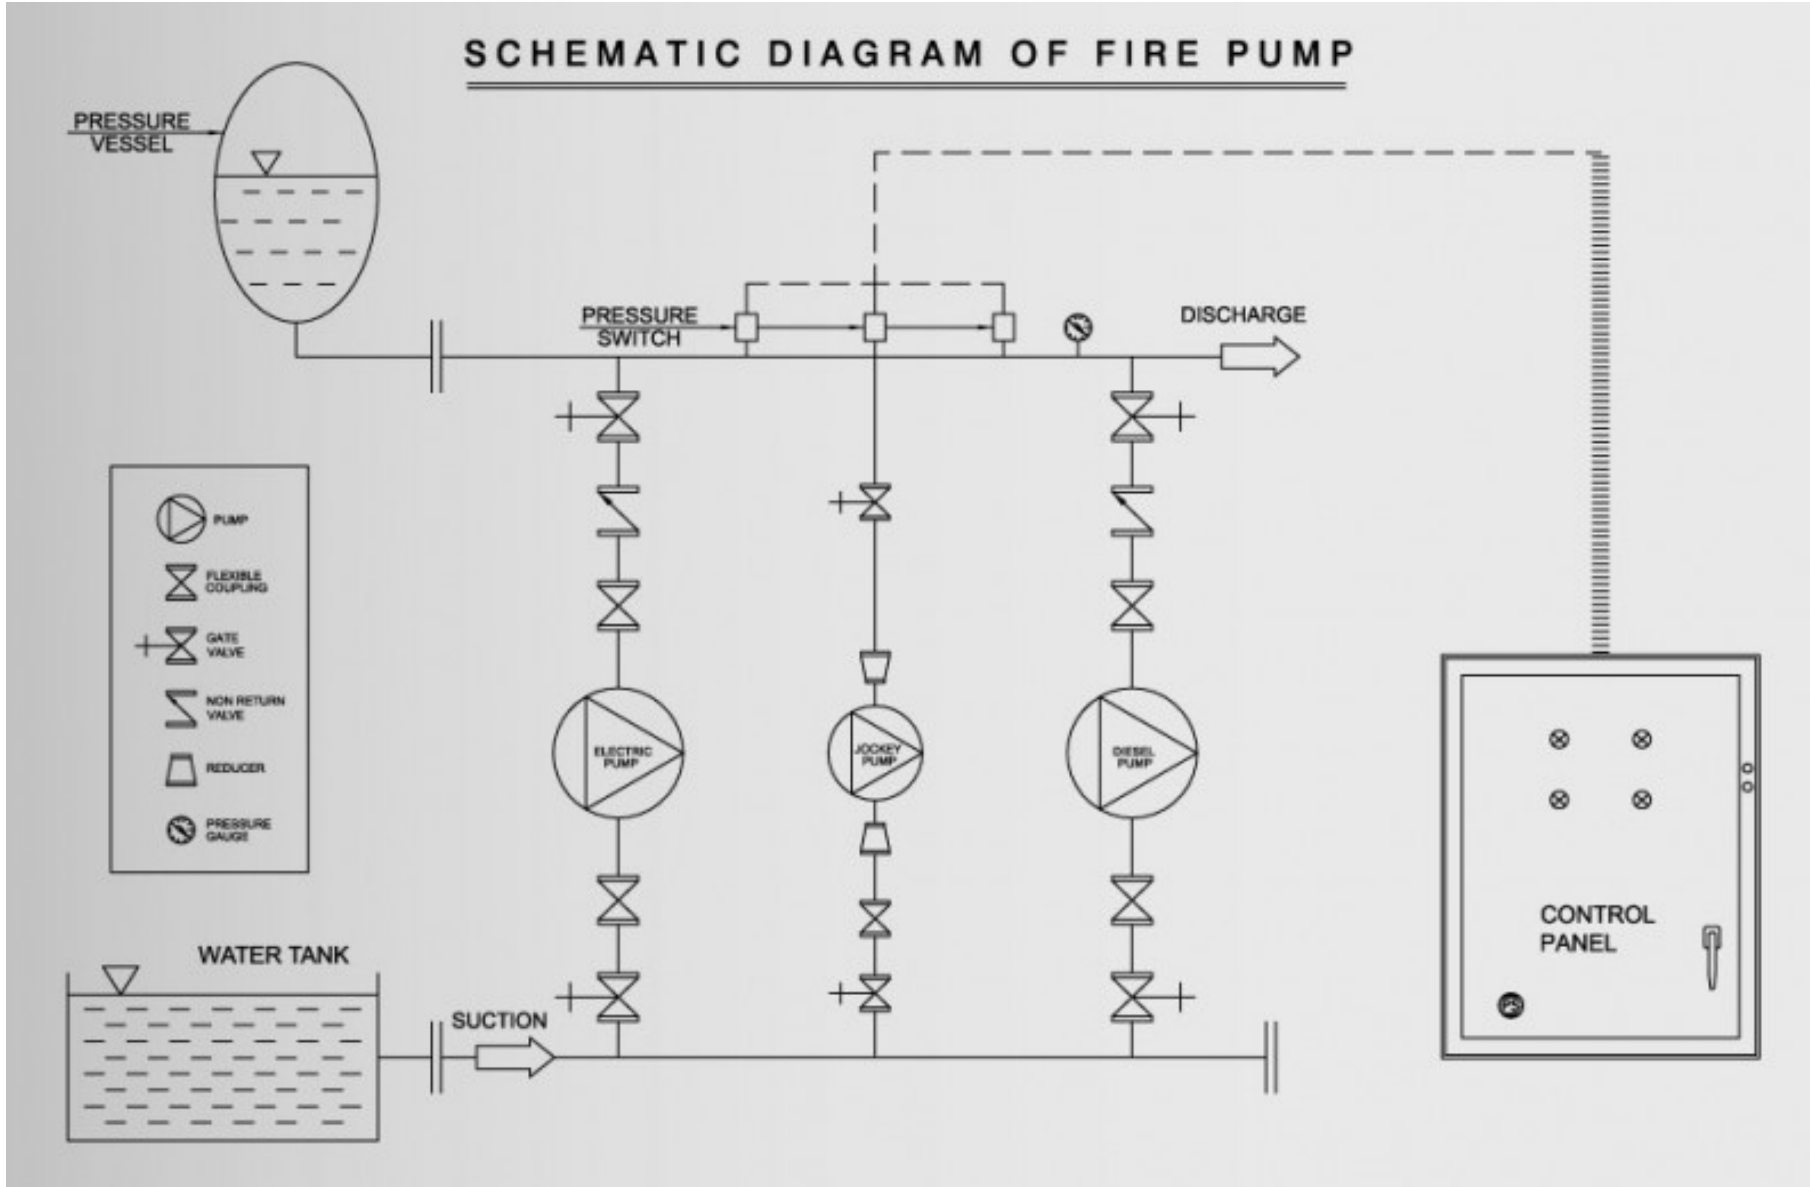 SCHEMATIC DIAGRAM OF FIRE PUMP
PRESSURE
VESSEL
PRESSURE
SWITCH
DISCHARGE
PUMP
FLEXIBLE
COUPLING
GATE
VALVE
NON RETURN
VALVE
REDUCER
PRESSURE
GAUGE
ELECTRIC
PUMP
JOCKEY
PUMP
DIESEL
PUMP
CONTROL
PANEL
WATER TANK
SUCTION